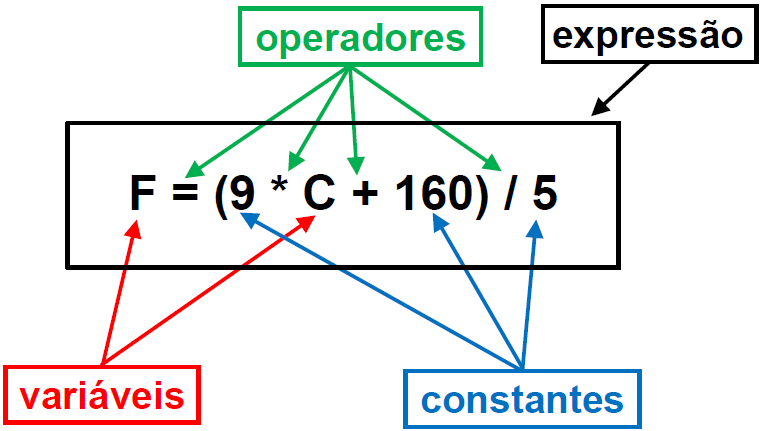 operadores
expressão
F = (9 * C + 160) / 5
variáveis
constantes